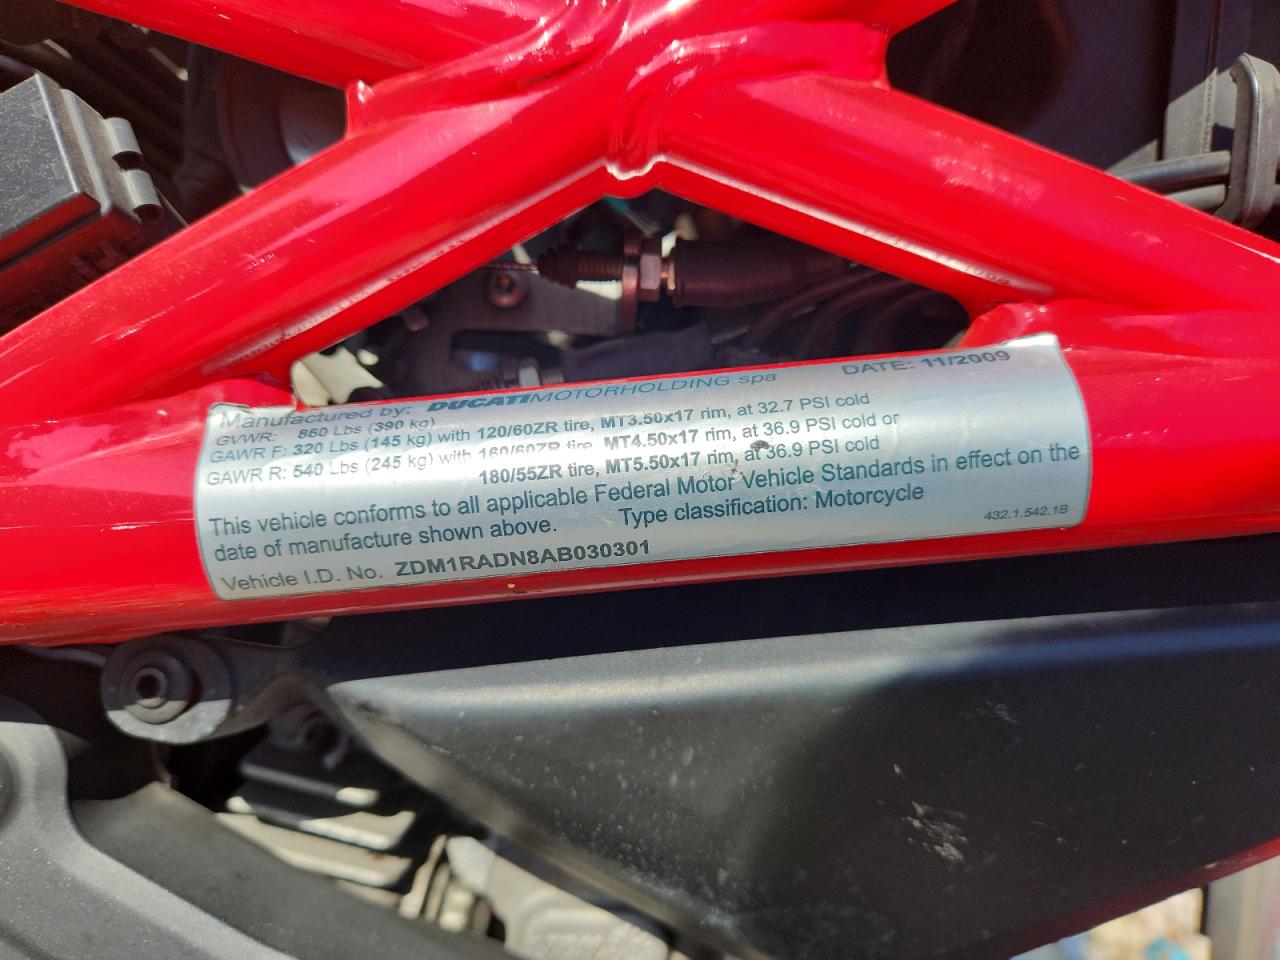 Manufactured by: DUCATIMOTORHOLDING spa DATE: 11/2009
GVWR: 860 Lbs (390 kg)
GAWR F: 320 Lbs (145 kg) with 120/60ZR tire, MT3.50x17 rim, at 32.7 PSI cold
GAWR R: 540 Lbs (245 kg) with 160/60ZR tire, MT4.50x17 rim, at 36.9 PSI cold or
180/55ZR tire, MT5.50x17 rim, at 36.9 PSI cold
This vehicle conforms to all applicable Federal Motor Vehicle Standards in effect on the
date of manufacture shown above. Type classification: Motorcycle
432.1.542.1B
Vehicle I.D. No. ZDM1RADN8AB030301